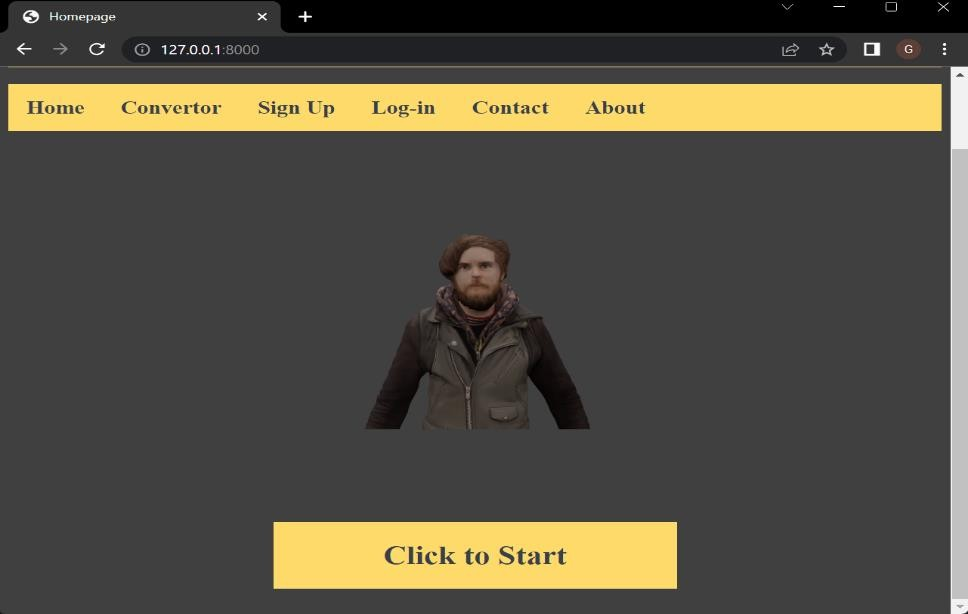 Homepage
127.0.0.1:8000
G
Home Convertor Sign Up Log-in Contact About
Click to Start